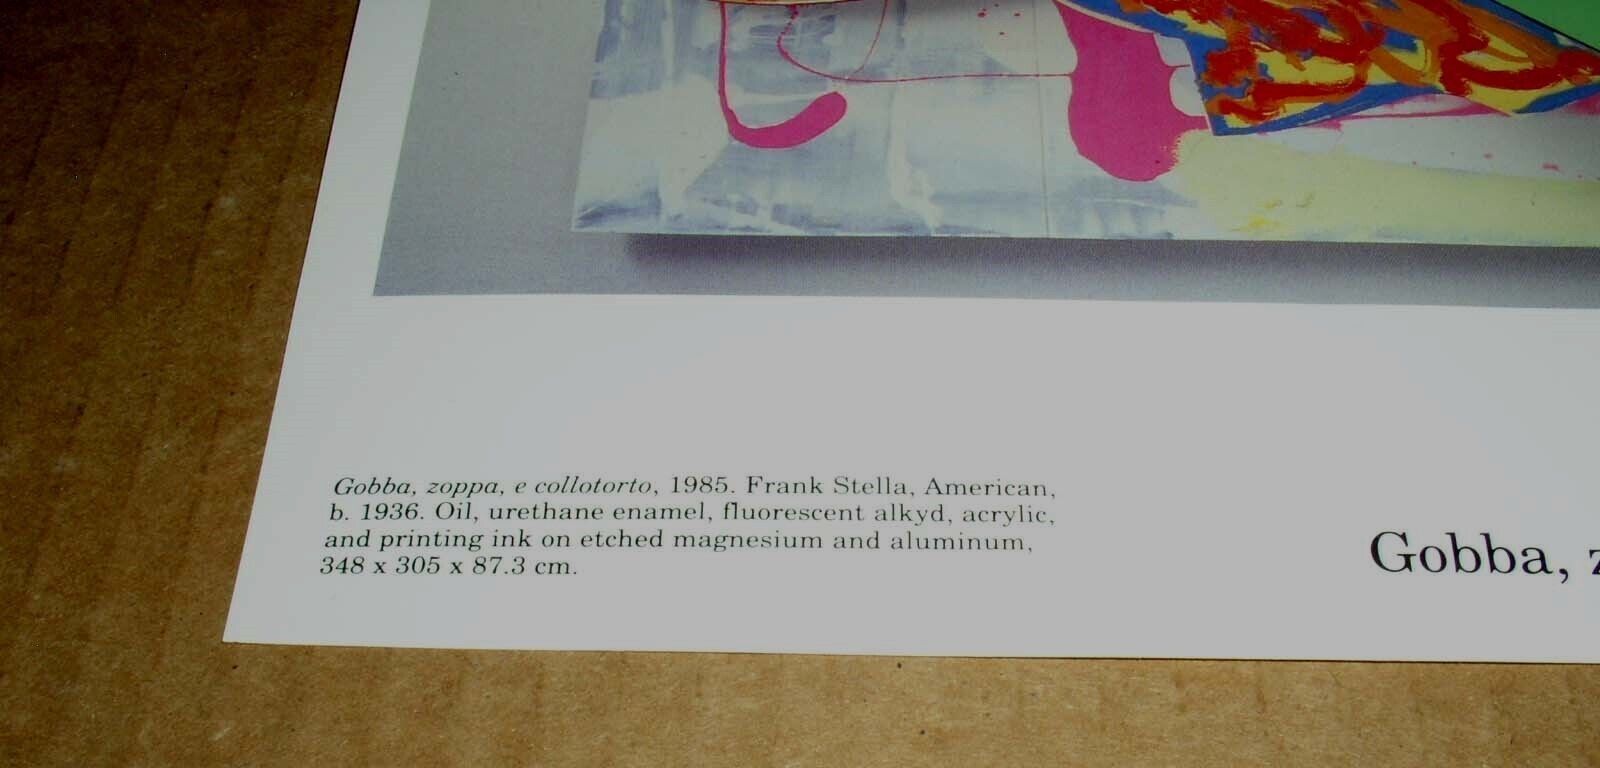 Gobba, zoppa, e collotorto, 1985. Frank Stella, American,
b. 1936. Oil, urethane enamel, fluorescent alkyd, acrylic,
and printing ink on etched magnesium and aluminum,
348 x 305 x 87.3 cm.
Gobba,